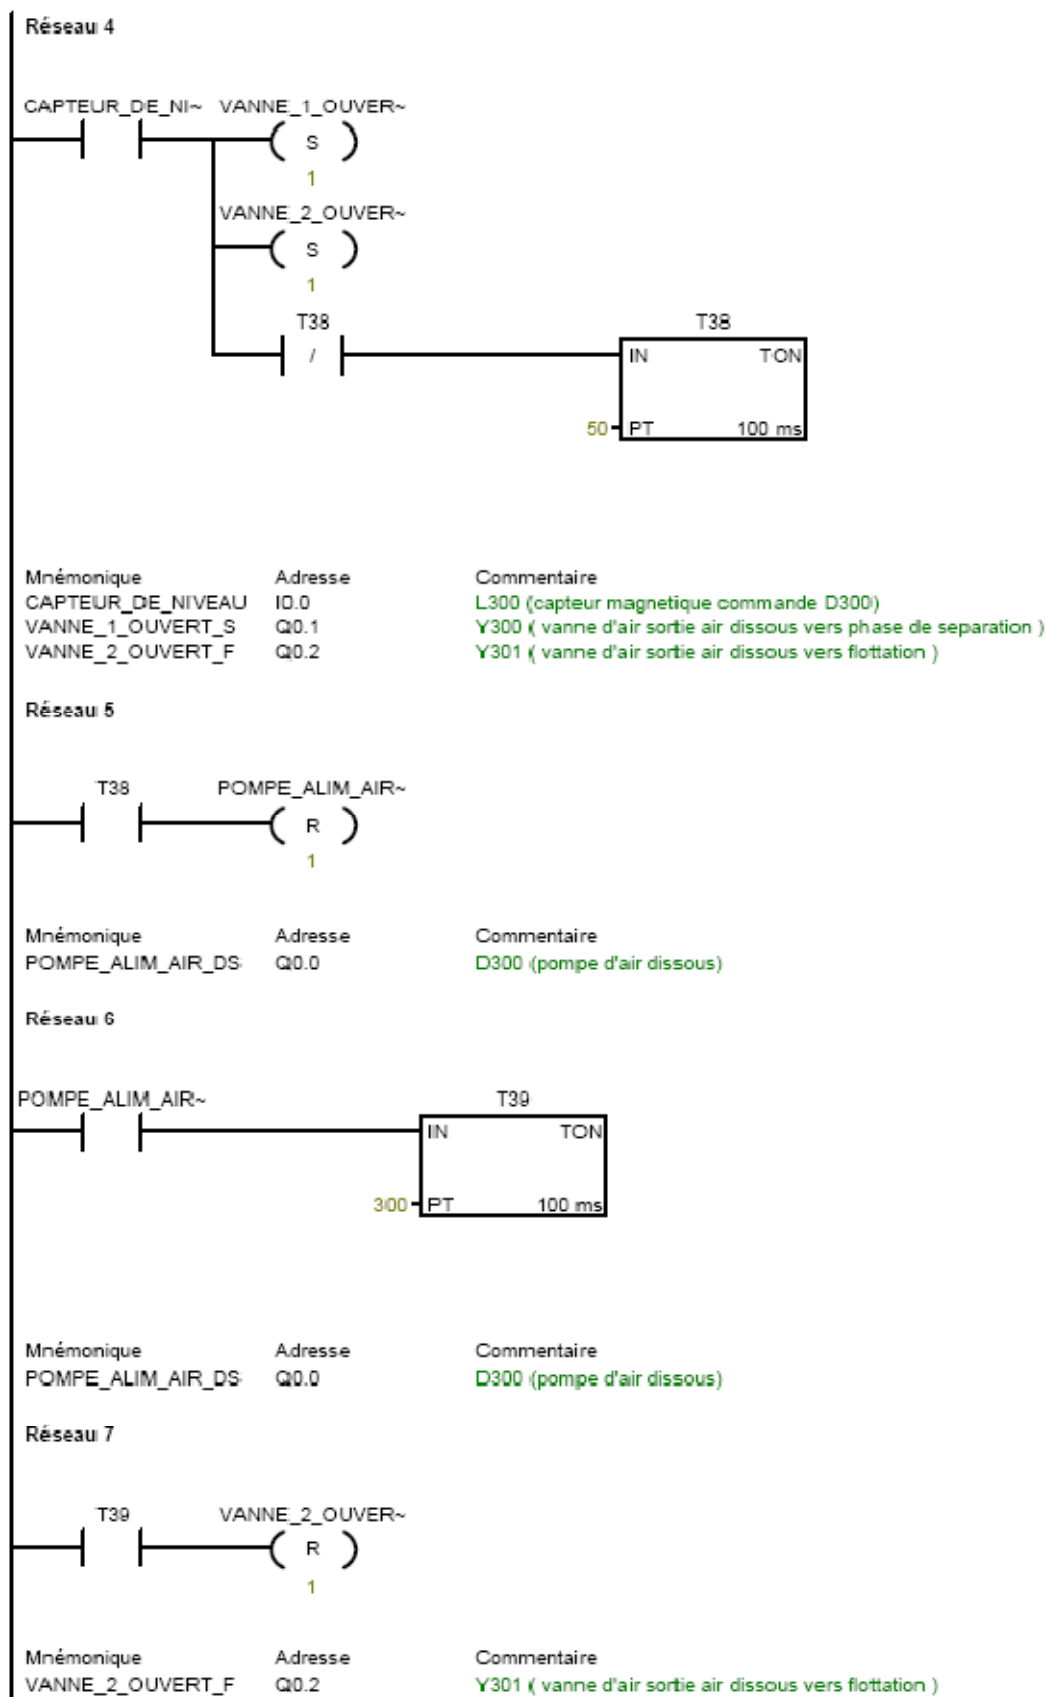 Réseau 4
CAPTEUR_DE_NI~ VANNE_1_OUVER~
S
1
VANNE_2_OUVER~
S
1
T38 T38
/ IN TON
50 PT 100 ms
Mnémonique Adresse Commentaire
CAPTEUR_DE_NIVEAU I0.0 L300 (capteur magnetique commande D300)
VANNE_1_OUVERT_S Q0.1 Y300 ( vanne d'air sortie air dissous vers phase de separation )
VANNE_2_OUVERT_F Q0.2 Y301 ( vanne d'air sortie air dissous vers flottation )
Réseau 5
T38 POMPE_ALIM_AIR~
R
1
Mnémonique Adresse Commentaire
POMPE_ALIM_AIR_DS Q0.0 D300 (pompe d'air dissous)
Réseau 6
POMPE_ALIM_AIR~ T39
IN TON
300 PT 100 ms
Mnémonique Adresse Commentaire
POMPE_ALIM_AIR_DS Q0.0 D300 (pompe d'air dissous)
Réseau 7
T39 VANNE_2_OUVER~
R
1
Mnémonique Adresse Commentaire
VANNE_2_OUVERT_F Q0.2 Y301 ( vanne d'air sortie air dissous vers flottation )